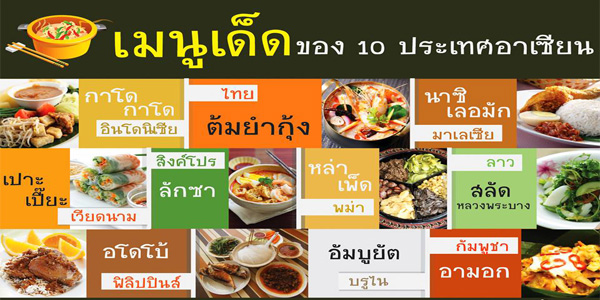 เมนูเด็ดของ 10 ประเทศอาเซียน
กาโด
กาโด
อินโดนีเซีย
ไทย
ต้มยำกุ้ง
นาซิ
เลอมัก
มาเลเซีย
เปาะ
เปี๊ยะ
เวียดนาม
สิงค์โปร
ลักซา
หล่า
เพ็ด
พม่า
ลาว
สลัด
หลวงพระบาง
อโดโบ้
ฟิลิปปินส์
อัมบูยัต
บรูไน
กัมพูชา
อามอก